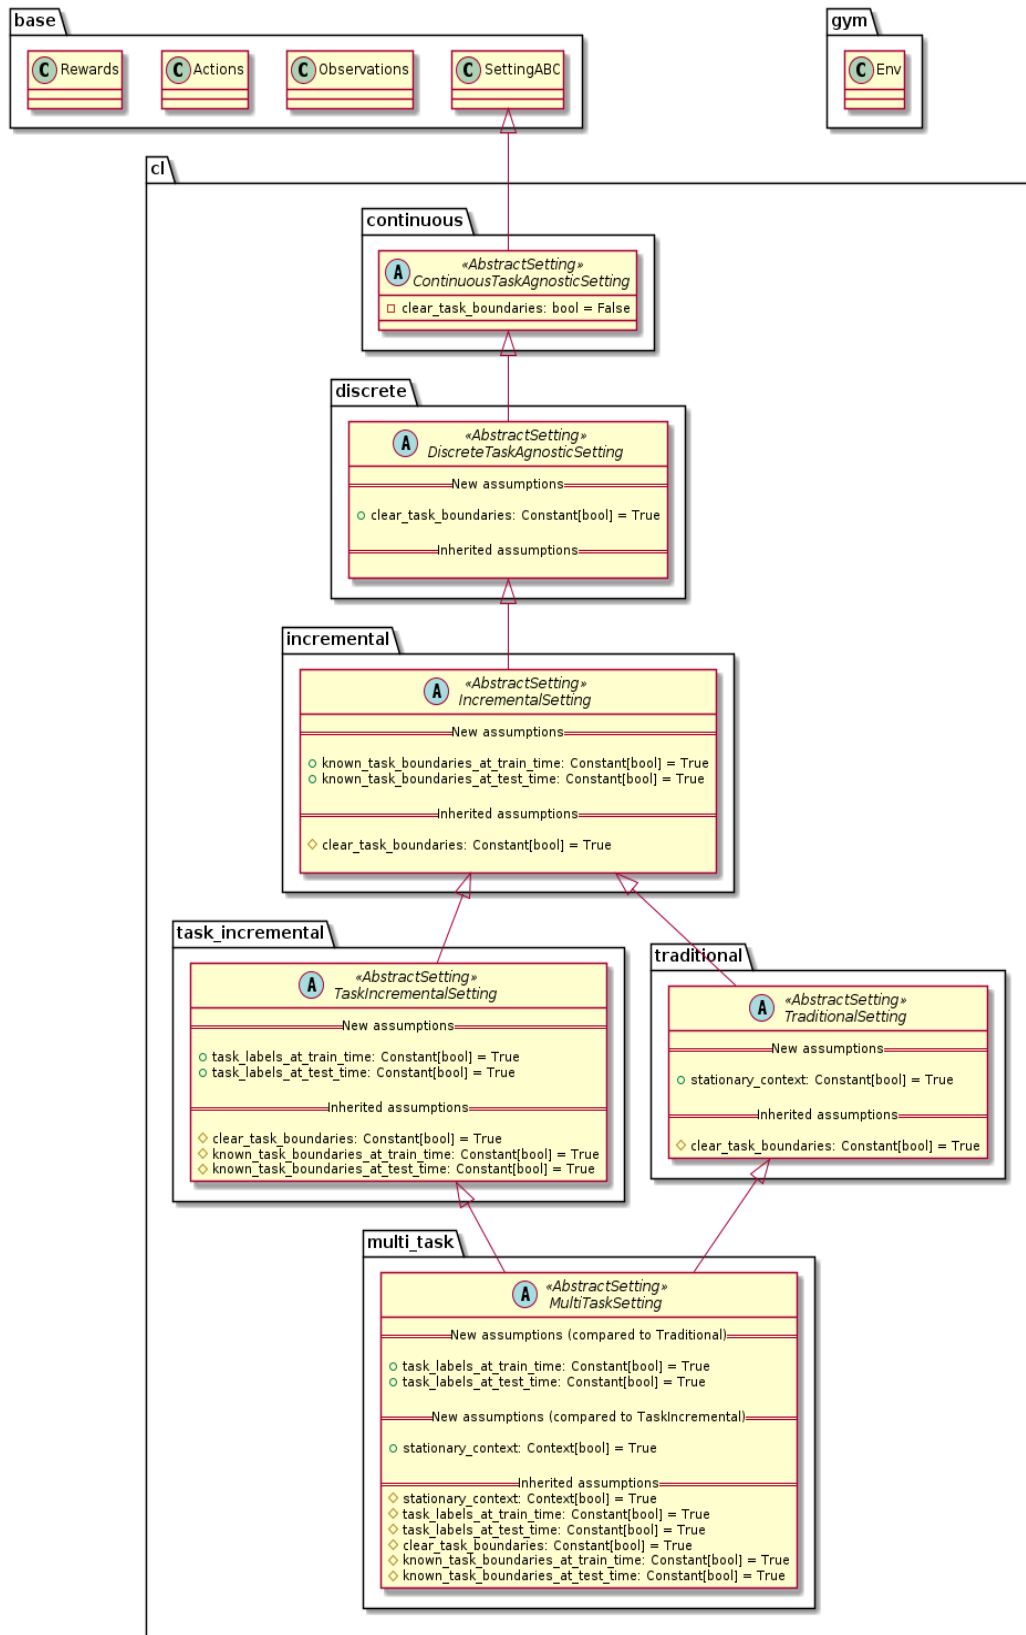 base
gym
C Rewards
C Actions
C Observations
C SettingABC
C Env
cl
continuous
«AbstractSetting»
A ContinuousTaskAgnosticSetting
clear_task_boundaries: bool = False
discrete
«AbstractSetting»
A DiscreteTaskAgnosticSetting
New assumptions
clear_task_boundaries: Constant[bool] = True
Inherited assumptions
incremental
«AbstractSetting»
A IncrementalSetting
New assumptions
known_task_boundaries_at_train_time: Constant[bool] = True
known_task_boundaries_at_test_time: Constant[bool] = True
Inherited assumptions
clear_task_boundaries: Constant[bool] = True
task_incremental
«AbstractSetting»
A TaskIncrementalSetting
New assumptions
task_labels_at_train_time: Constant[bool] = True
task_labels_at_test_time: Constant[bool] = True
Inherited assumptions
clear_task_boundaries: Constant[bool] = True
known_task_boundaries_at_train_time: Constant[bool] = True
known_task_boundaries_at_test_time: Constant[bool] = True
traditional
«AbstractSetting»
A TraditionalSetting
New assumptions
stationary_context: Constant[bool] = True
Inherited assumptions
clear_task_boundaries: Constant[bool] = True
multi_task
«AbstractSetting»
A MultiTaskSetting
New assumptions (compared to Traditional)
task_labels_at_train_time: Constant[bool] = True
task_labels_at_test_time: Constant[bool] = True
New assumptions (compared to TaskIncremental)
stationary_context: Context[bool] = True
Inherited assumptions
stationary_context: Context[bool] = True
task_labels_at_train_time: Constant[bool] = True
task_labels_at_test_time: Constant[bool] = True
clear_task_boundaries: Constant[bool] = True
known_task_boundaries_at_train_time: Constant[bool] = True
known_task_boundaries_at_test_time: Constant[bool] = True